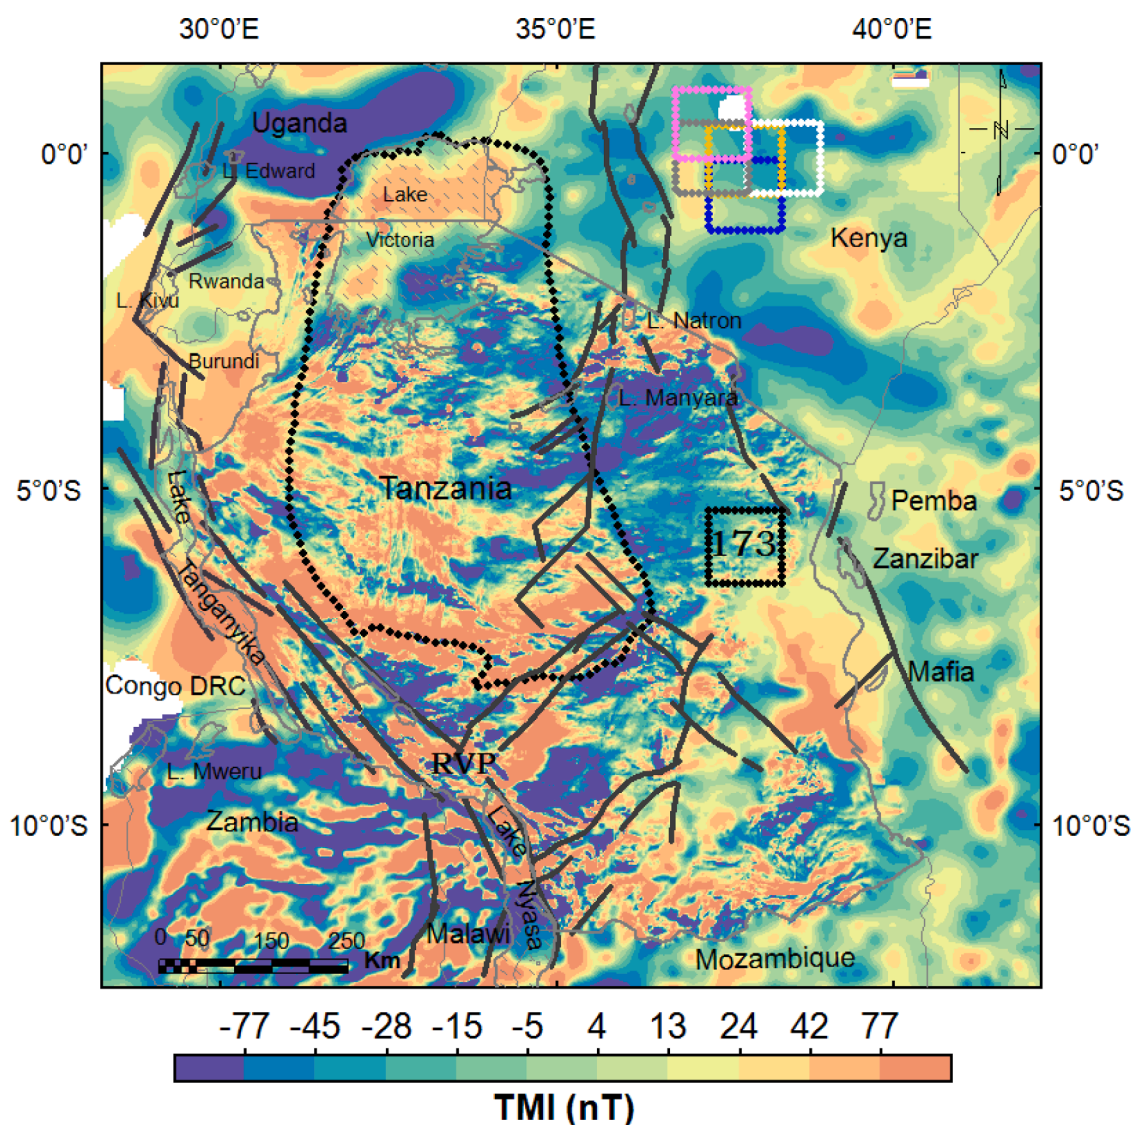 30°0’E 35°0’E 40°0’E
Uganda
0°0’
0°0’
L. Edward
Lake
Victoria
Kenya
Rwanda
L. Kivu
L. Natron
Burundi
L. Manyara
Tanzania
5°0’S
5°0’S
Lake
Pemba
173
Zanzibar
Tanganyika
Mafia
Congo DRC
RVP
L. Mweru
Lake
10°0’S
10°0’S
Zambia
Nyasa
Malawi
0 50 150 250
Km
Mozambique
N
-77 -45 -28 -15 -5 4 13 24 42 77
TMI (nT)